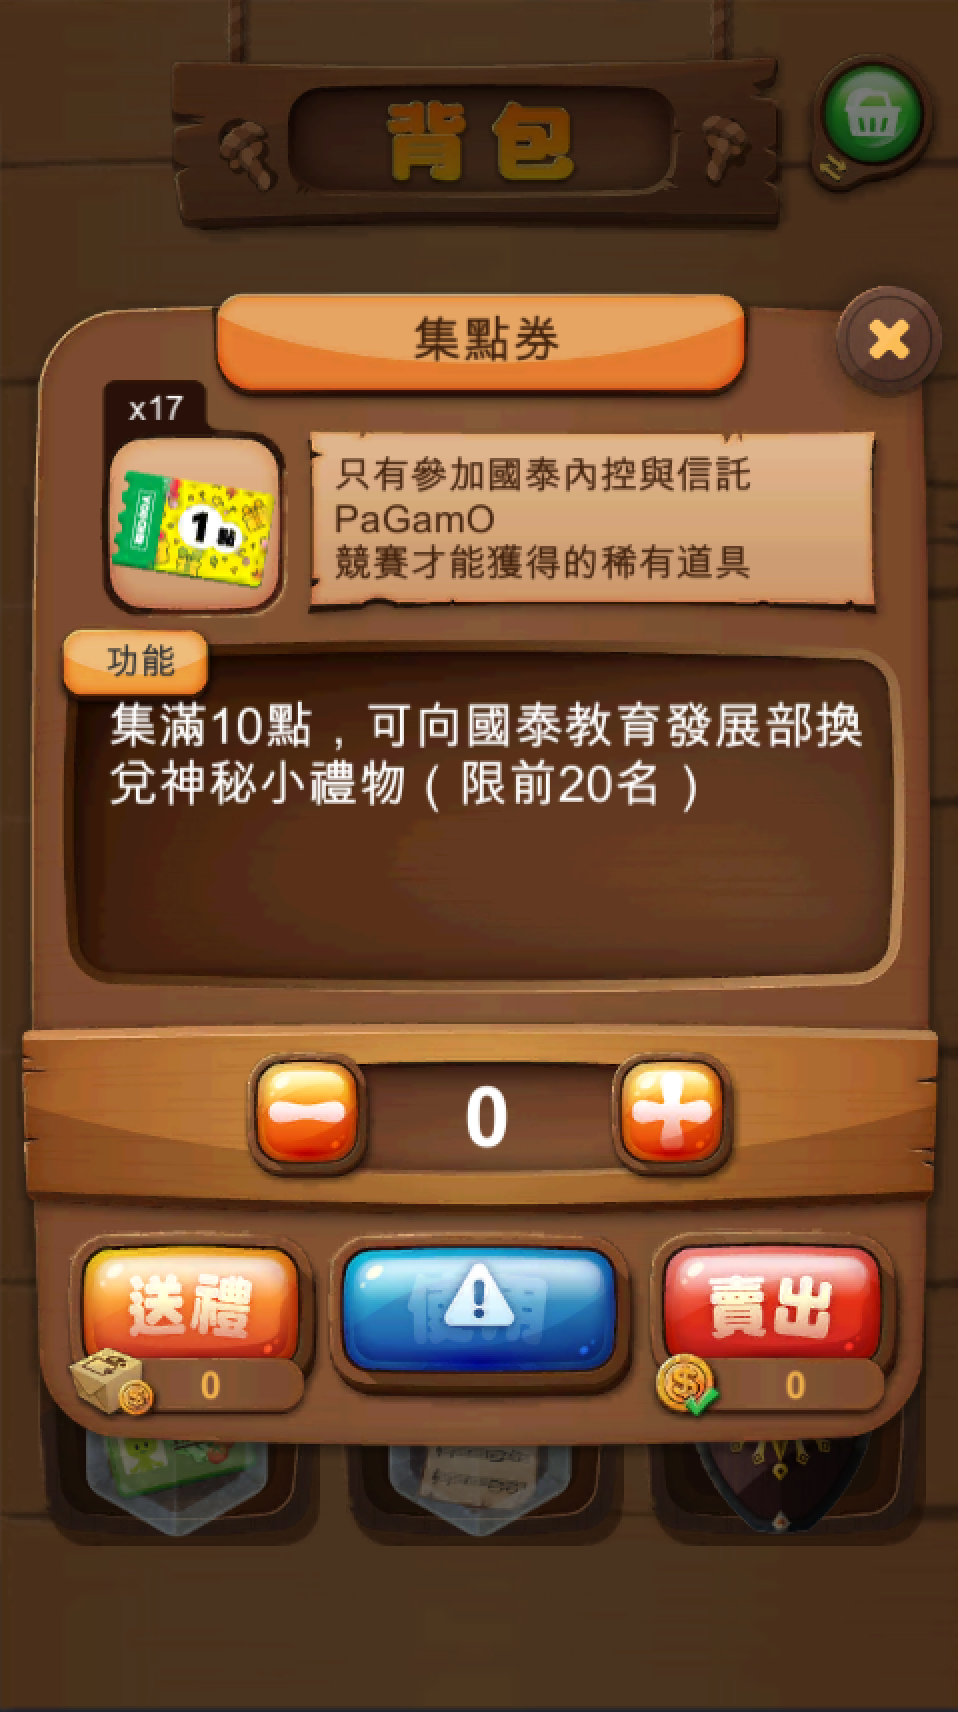 背包
集點券
x17
1點
只有參加國泰內控與信託
PaGamO
競賽才能獲得的稀有道具
功能
集滿10點，可向國泰教育發展部換
兌神秘小禮物（限前20名）
0
送禮
使用
賣出
0
0